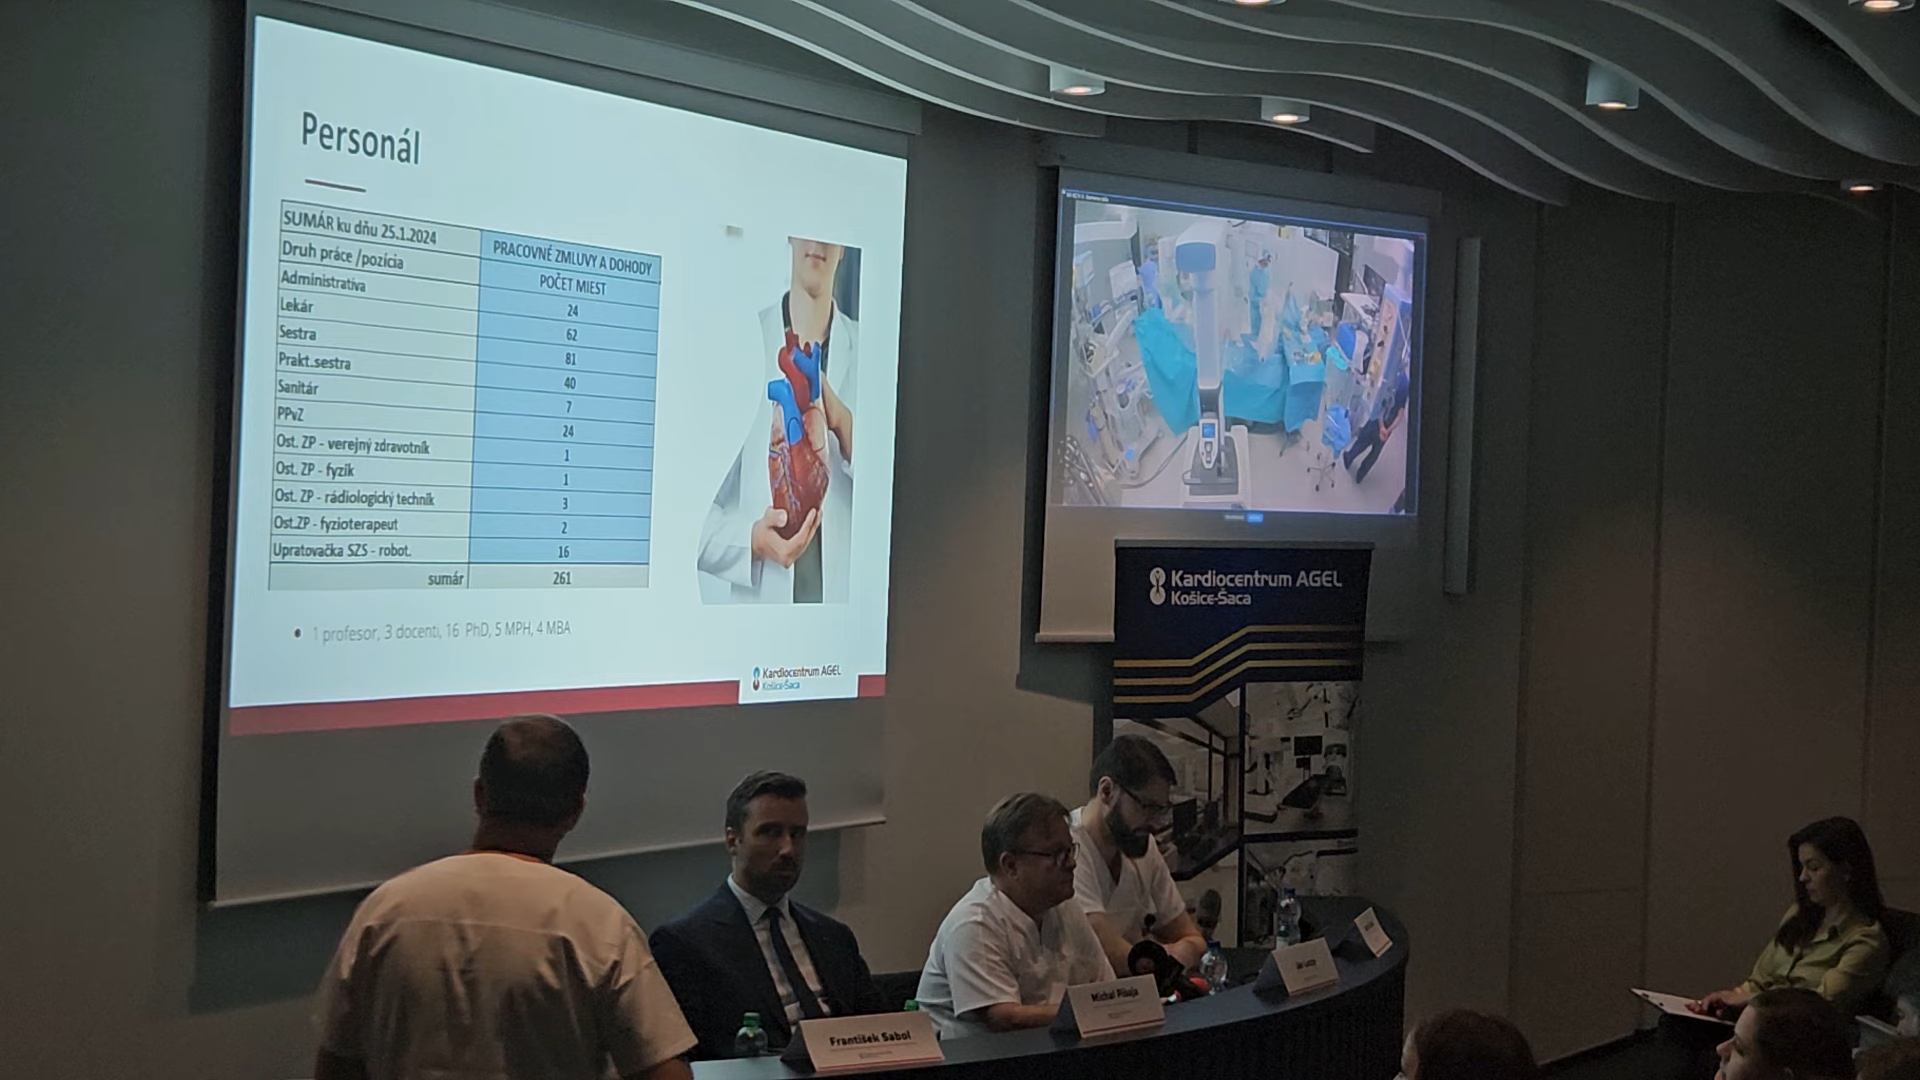 Personál
SUMÁR ku dňu 25.1.2024
PRACOVNÉ ZMLUVY A DOHODY
Druh práce /pozícia
POČET MIEST
Administratíva 24
Lekár 62
Sestra 81
Prakt.sestra 40
Sanitár 7
PPvZ 24
Ost. ZP - verejný zdravotník 1
Ost. ZP - fyzik 1
Ost. ZP - rádiologický technik 3
Ost.ZP - fyzioterapeut 2
Upratovačka SZS - robot. 16
sumár 261
• 1 profesor, 3 docenti, 16 PhD, 5 MPH, 4 MBA
Kardiocentrum AGEL
Košice-Šaca
Kardiocentrum AGEL
Košice-Šaca
František Sabol
Michal Pišoja